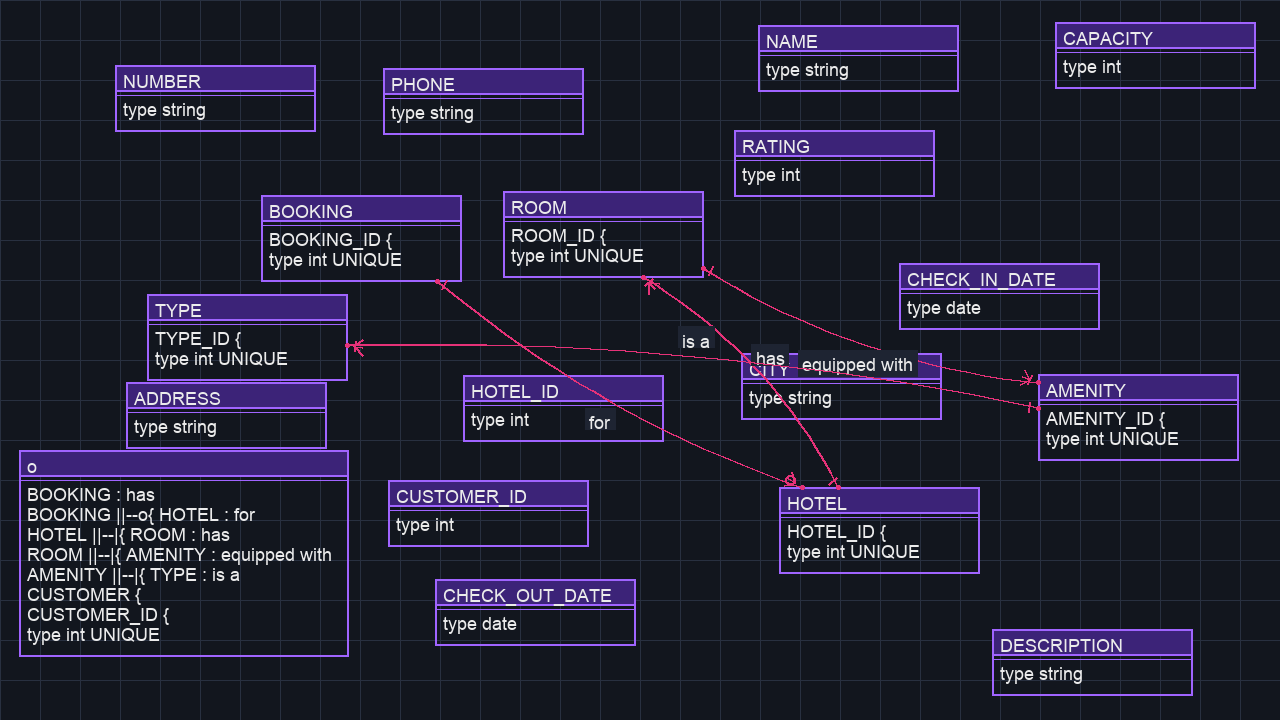 NAME
type string
CAPACITY
type int
NUMBER
type string
PHONE
type string
RATING
type int
BOOKING
BOOKING_ID {
type int UNIQUE
ROOM
ROOM_ID {
type int UNIQUE
CHECK_IN_DATE
type date
TYPE
TYPE_ID {
type int UNIQUE
is a
has
equipped with
CITY
type string
HOTEL_ID
type int
for
AMENITY
AMENITY_ID {
type int UNIQUE
ADDRESS
type string
o
BOOKING : has
BOOKING ||--o{ HOTEL : for
HOTEL ||--|{ ROOM : has
ROOM ||--|{ AMENITY : equipped with
AMENITY ||--|{ TYPE : is a
CUSTOMER {
CUSTOMER_ID {
type int UNIQUE
CUSTOMER_ID
type int
HOTEL
HOTEL_ID {
type int UNIQUE
CHECK_OUT_DATE
type date
DESCRIPTION
type string